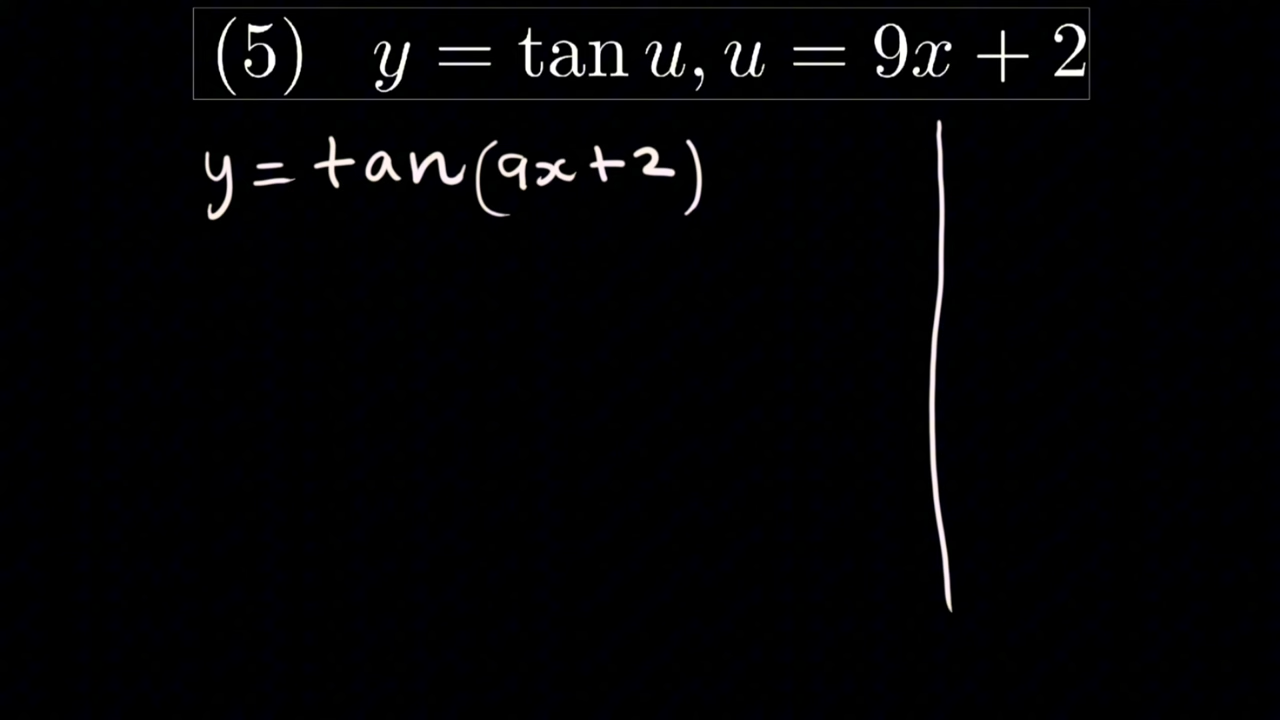 (5) y = tan u, u = 9x + 2
y = tan(9x+2)